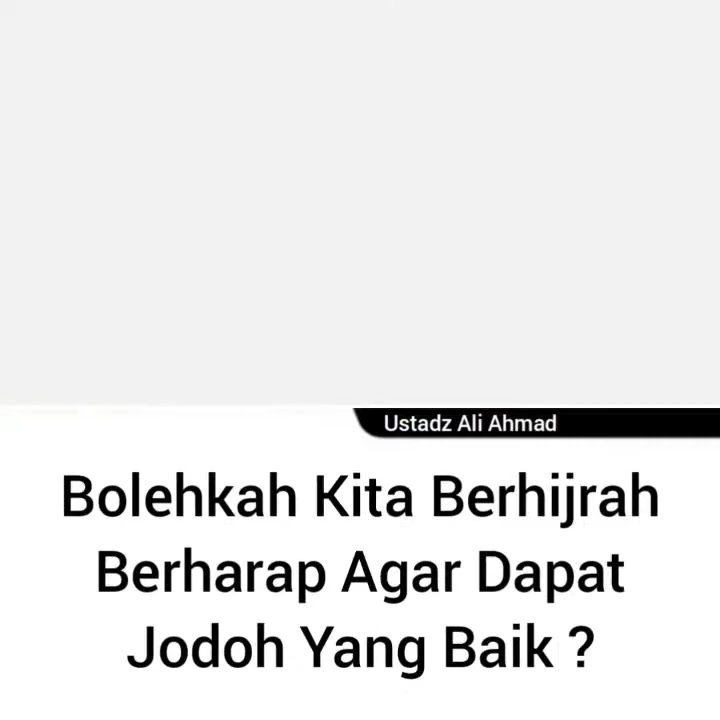 Ustadz Ali Ahmad
Bolehkah Kita Berhijrah
Berharap Agar Dapat
Jodoh Yang Baik ?